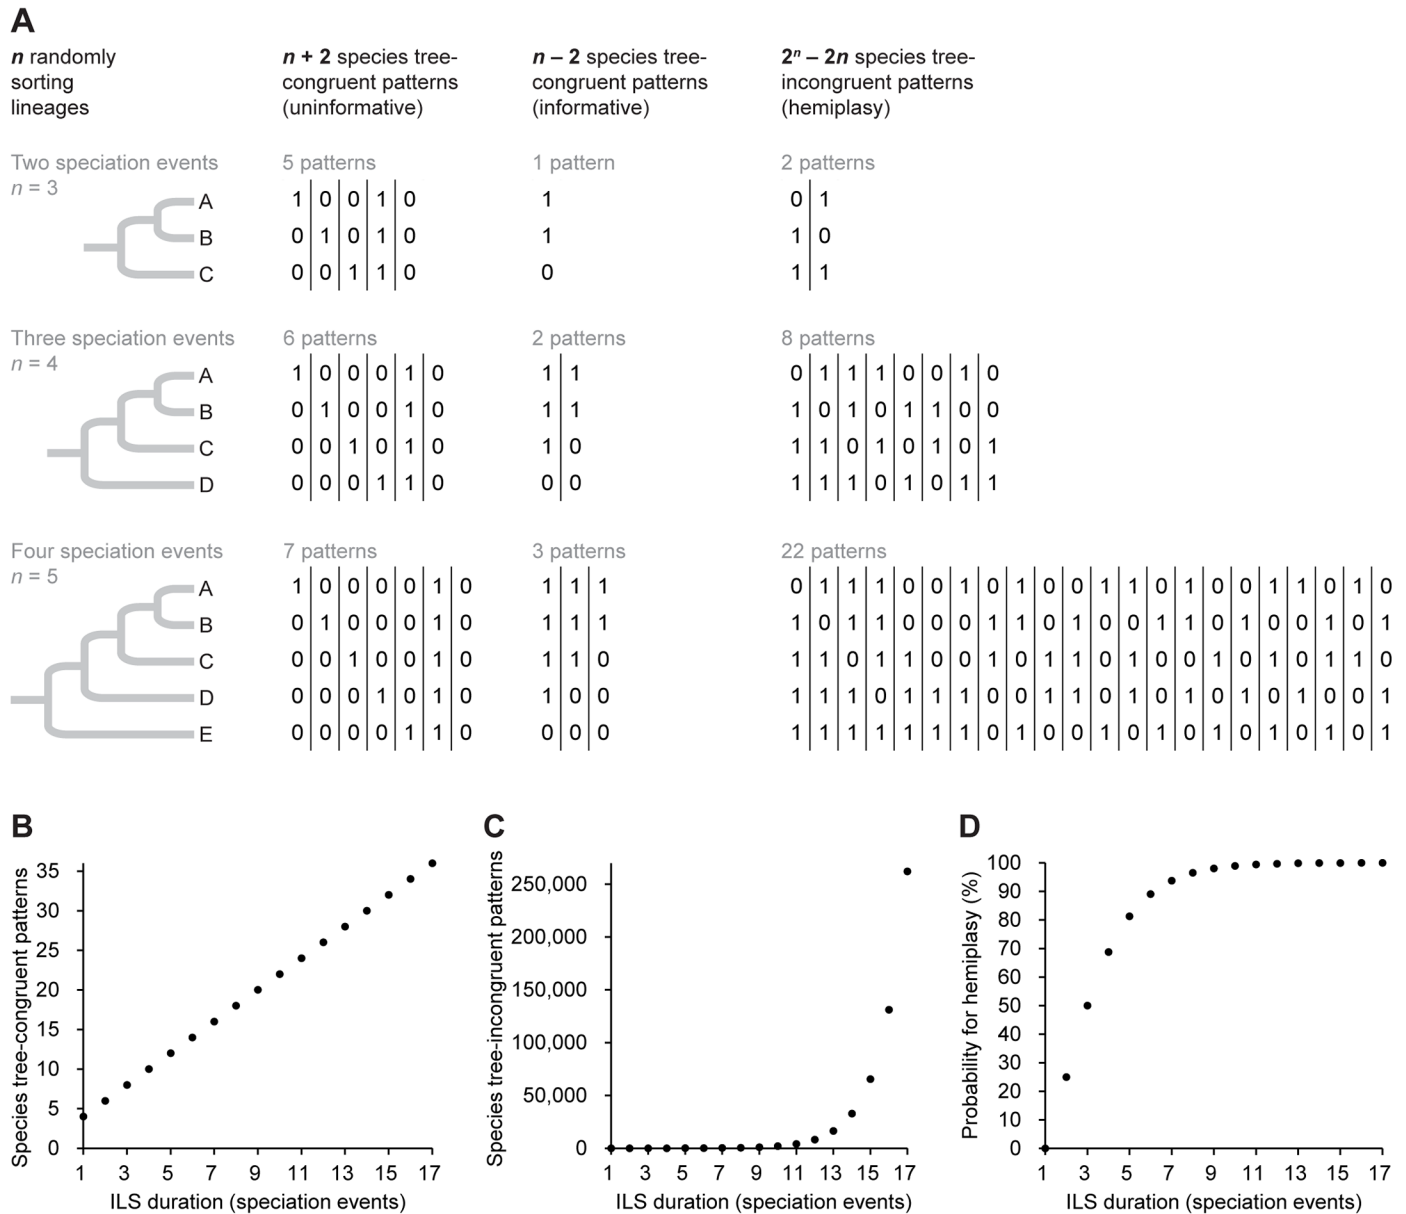 A
n randomly
sorting
lineages
n + 2 species tree-
congruent patterns
(uninformative)
n – 2 species tree-
congruent patterns
(informative)
2ⁿ – 2n species tree-
incongruent patterns
(hemiplasy)
Two speciation events
n = 3
5 patterns
1 pattern
2 patterns
A 1 0 0 1 0 1 0 1
B 0 1 0 1 0 1 1 0
C 0 0 1 1 0 0 1 1
Three speciation events
n = 4
6 patterns
2 patterns
8 patterns
A 1 0 0 0 1 0 1 1 0 1 1 1 0 0 1 0
B 0 1 0 0 1 0 1 1 1 0 1 0 1 1 0 0
C 0 0 1 0 1 0 1 0 1 1 0 1 0 1 0 1
D 0 0 0 1 1 0 0 0 1 1 1 0 1 0 1 1
Four speciation events
n = 5
7 patterns
3 patterns
22 patterns
A 1 0 0 0 0 1 0 1 1 1 0 1 1 1 0 0 1 0 1 0 0 1 1 0 1 0 0 1 1 0 1 0
B 0 1 0 0 0 1 0 1 1 1 1 0 1 1 0 0 0 1 1 0 1 0 0 1 1 0 1 0 0 1 0 1
C 0 0 1 0 0 1 0 1 1 0 1 1 0 1 1 0 0 1 0 1 1 0 1 0 0 1 0 1 0 1 1 0
D 0 0 0 1 0 1 0 1 0 0 1 1 1 0 1 1 1 0 0 1 1 0 1 0 1 0 1 0 1 0 0 1
E 0 0 0 0 1 1 0 0 0 0 1 1 1 1 1 1 1 0 1 0 0 1 0 1 0 1 0 1 0 1 0 1
B
Species tree-congruent patterns
35
30
25
20
15
10
5
0
1 3 5 7 9 11 13 15 17
ILS duration (speciation events)
C
Species tree-incongruent patterns
250,000
200,000
150,000
100,000
50,000
0
1 3 5 7 9 11 13 15 17
ILS duration (speciation events)
D
Probability for hemiplasy (%)
100
90
80
70
60
50
40
30
20
10
0
1 3 5 7 9 11 13 15 17
ILS duration (speciation events)